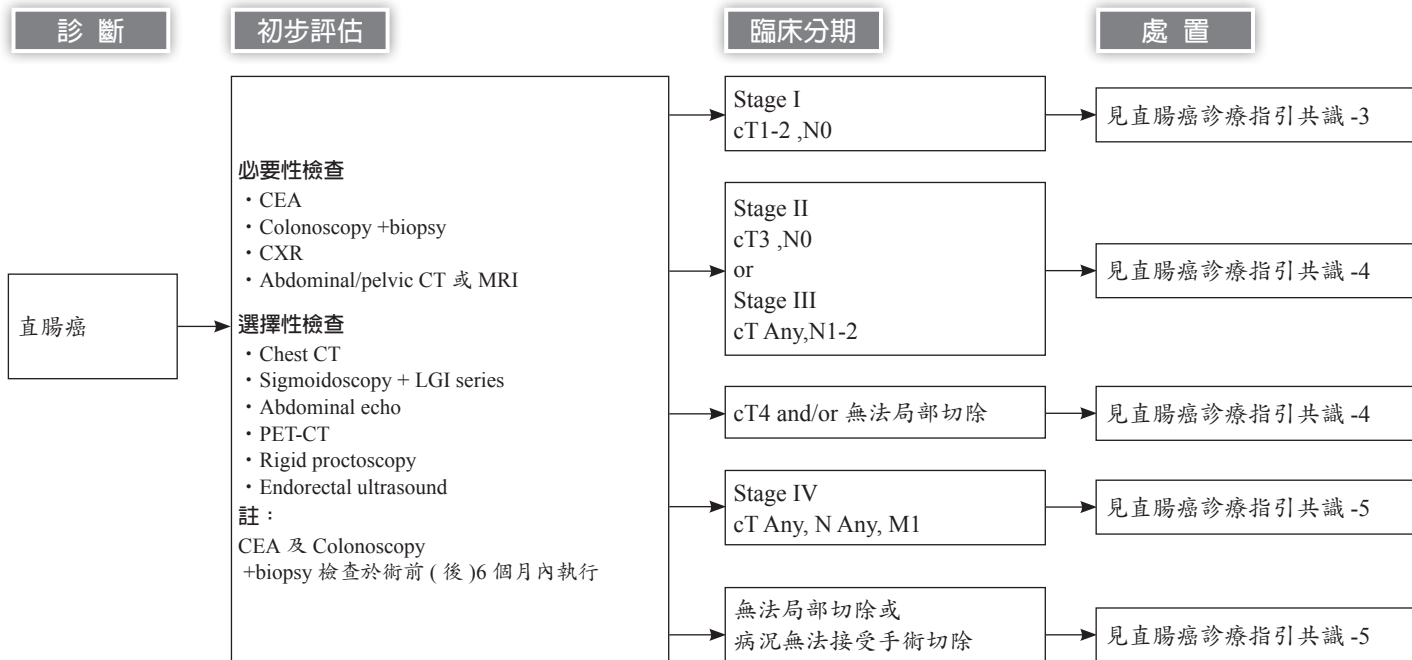 診 斷
初步評估
臨床分期
處 置
直腸癌
必要性檢查
・CEA
・Colonoscopy +biopsy
・CXR
・Abdominal/pelvic CT 或 MRI
選擇性檢查
・Chest CT
・Sigmoidoscopy + LGI series
・Abdominal echo
・PET-CT
・Rigid proctoscopy
・Endorectal ultrasound
註：
CEA 及 Colonoscopy
+biopsy 檢查於術前 ( 後 )6 個月內執行
Stage I
cT1-2 ,N0
見直腸癌診療指引共識 -3
Stage II
cT3 ,N0
or
Stage III
cT Any,N1-2
見直腸癌診療指引共識 -4
cT4 and/or 無法局部切除
見直腸癌診療指引共識 -4
Stage IV
cT Any, N Any, M1
見直腸癌診療指引共識 -5
無法局部切除或
病況無法接受手術切除
見直腸癌診療指引共識 -5